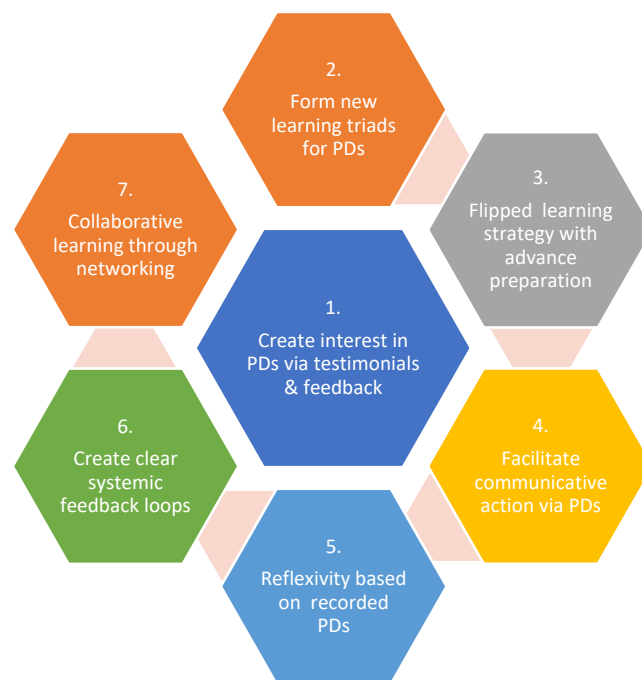 1.
Create interest in
PDs via testimonials
& feedback
2.
Form new
learning triads
for PDs
3.
Flipped  learning
strategy with
advance
preparation
4.
Facilitate
communicative
action via PDs
5.
Reflexivity based
on  recorded
PDs
6.
Create clear
systemic
feedback loops
7.
Collaborative
learning through
networking